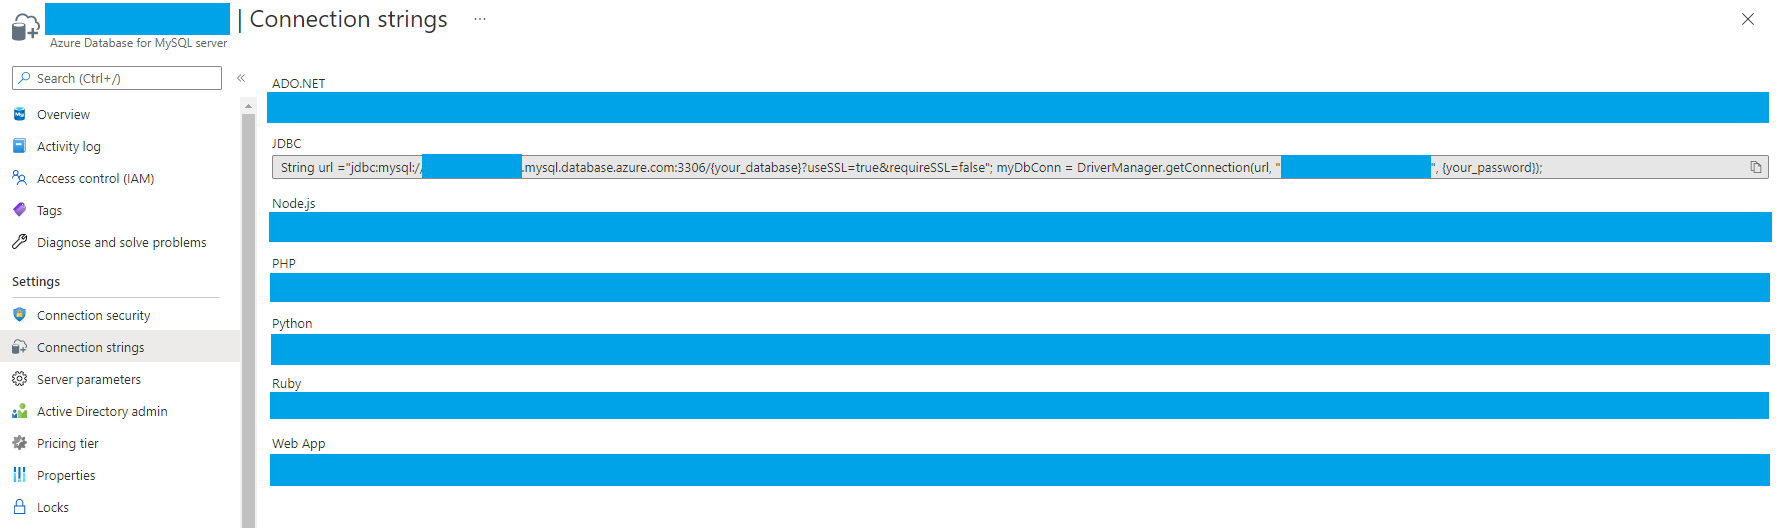 | Connection strings ...
Azure Database for MySQL server
Search (Ctrl+/)
«
Overview
Activity log
Access control (IAM)
Tags
Diagnose and solve problems
Settings
Connection security
Connection strings
Server parameters
Active Directory admin
Pricing tier
Properties
Locks
ADO.NET
JDBC
String url ="jdbc:mysql:// .mysql.database.azure.com:3306/{your_database}?useSSL=true&requireSSL=false"; myDbConn = DriverManager.getConnection(url, " ", {your_password});
Node.js
PHP
Python
Ruby
Web App